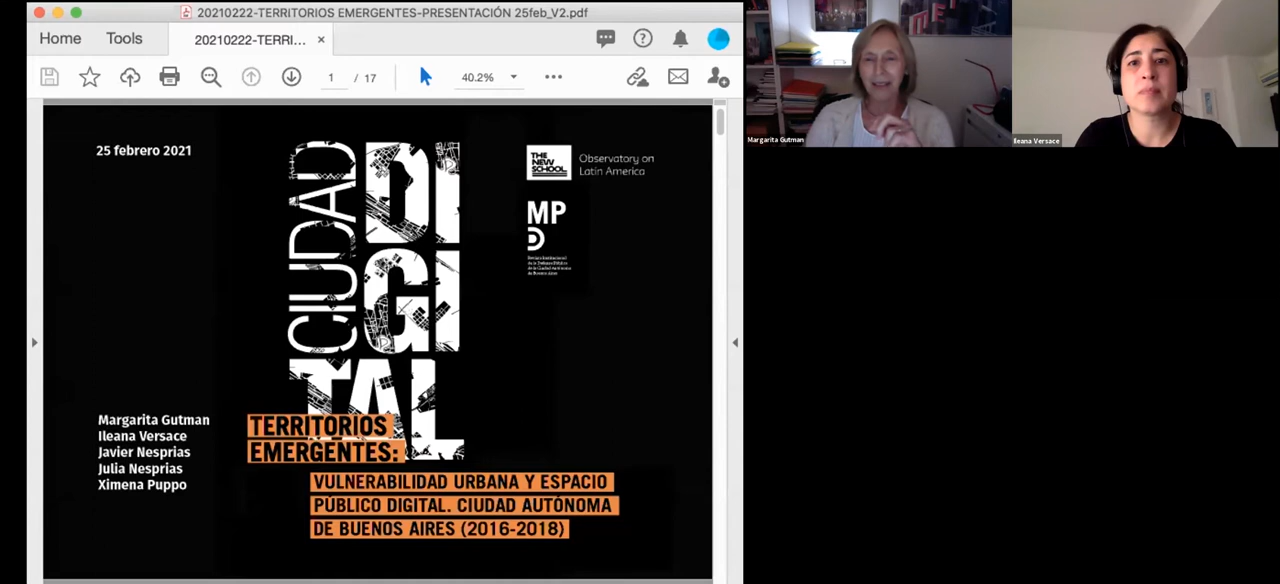 20210222-TERRITORIOS EMERGENTES-PRESENTACIÓN 25feb_V2.pdf
Home
Tools
20210222-TERRI... ×
1 / 17
40.2%
25 febrero 2021
CIUDAD
DI
GI
TAL
THE
NEW
SCHOOL
Observatory on
Latin America
MP
D
Margarita Gutman
Ileana Versace
Javier Nesprias
Julia Nesprias
Ximena Puppo
TERRITORIOS
EMERGENTES:
VULNERABILIDAD URBANA Y ESPACIO
PÚBLICO DIGITAL. CIUDAD AUTÓNOMA
DE BUENOS AIRES (2016-2018)
Margarita Gutman
Ileana Versace